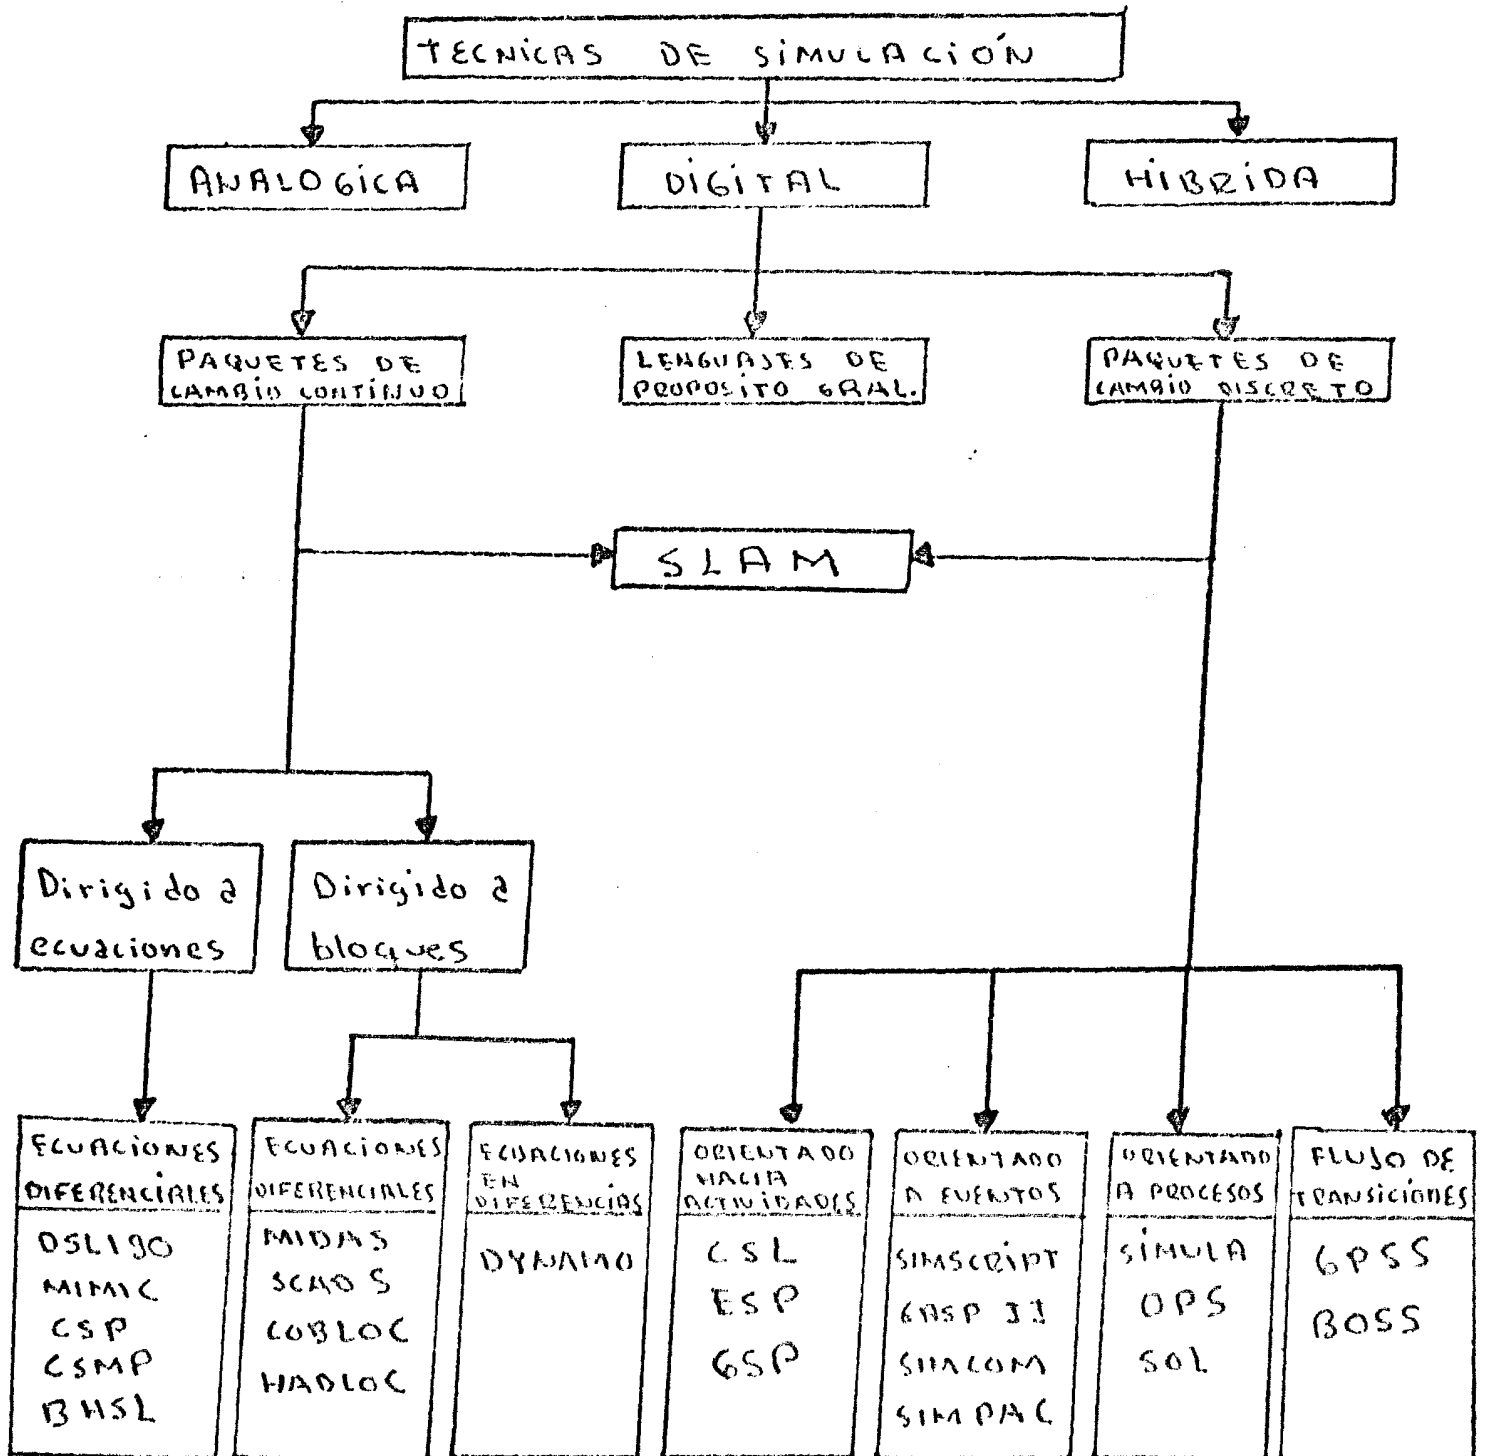 TECNICAS DE SIMULACIÓN
ANALOGICA
DIGITAL
HIBRIDA
PAQUETES DE
CAMBIO CONTINUO
LENGUAJES DE
PROPOSITO GRAL.
PAQUETES DE
CAMBIO DISCRETO
SLAM
Dirigido a
ecuaciones
Dirigido a
bloques
ECUACIONES
DIFERENCIALES
DSL190
MIMIC
CSP
CSMP
BHSL
ECUACIONES
DIFERENCIALES
MIDAS
SCADS
COBLOC
HABLOC
ECUACIONES
EN
DIFERENCIAS
DYNAMO
ORIENTADO
HACIA
ACTIVIDADES
CSL
ESP
GSP
ORIENTADO
A EVENTOS
SIMSCRIPT
GASP II
SIMCOM
SIMPAC
ORIENTADO
A PROCESOS
SIMULA
OPS
SOL
FLUJO DE
TRANSICIONES
GPSS
BOSS